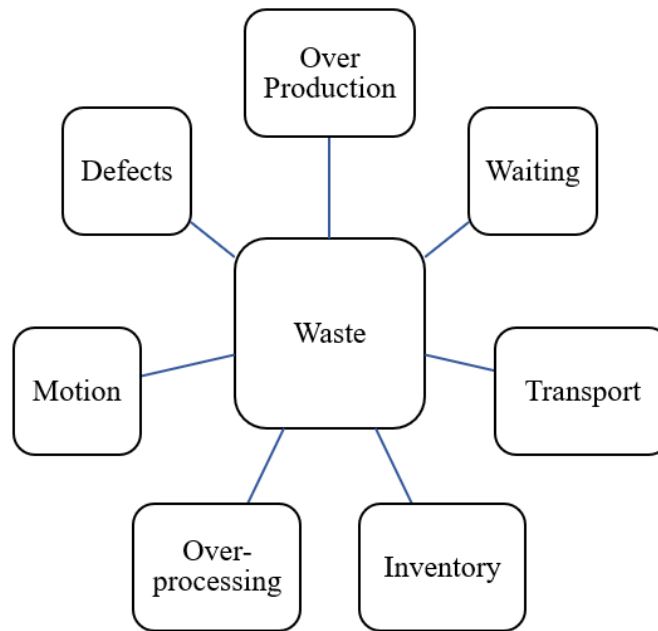 Over
Production
Defects
Waiting
Waste
Motion
Transport
Over-
processing
Inventory